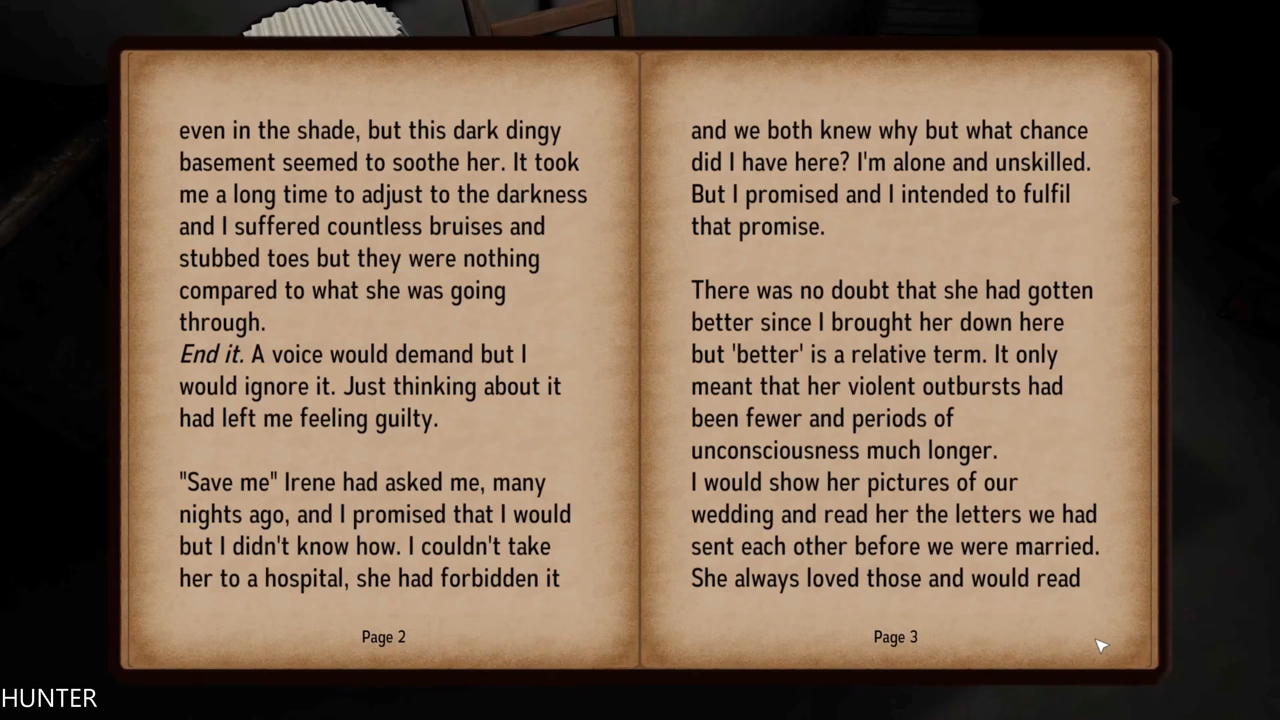 even in the shade, but this dark dingy
basement seemed to soothe her. It took
me a long time to adjust to the darkness
and I suffered countless bruises and
stubbed toes but they were nothing
compared to what she was going
through.
End it. A voice would demand but I
would ignore it. Just thinking about it
had left me feeling guilty.
"Save me" Irene had asked me, many
nights ago, and I promised that I would
but I didn't know how. I couldn't take
her to a hospital, she had forbidden it
Page 2
and we both knew why but what chance
did I have here? I'm alone and unskilled.
But I promised and I intended to fulfil
that promise.
There was no doubt that she had gotten
better since I brought her down here
but 'better' is a relative term. It only
meant that her violent outbursts had
been fewer and periods of
unconsciousness much longer.
I would show her pictures of our
wedding and read her the letters we had
sent each other before we were married.
She always loved those and would read
Page 3
HUNTER